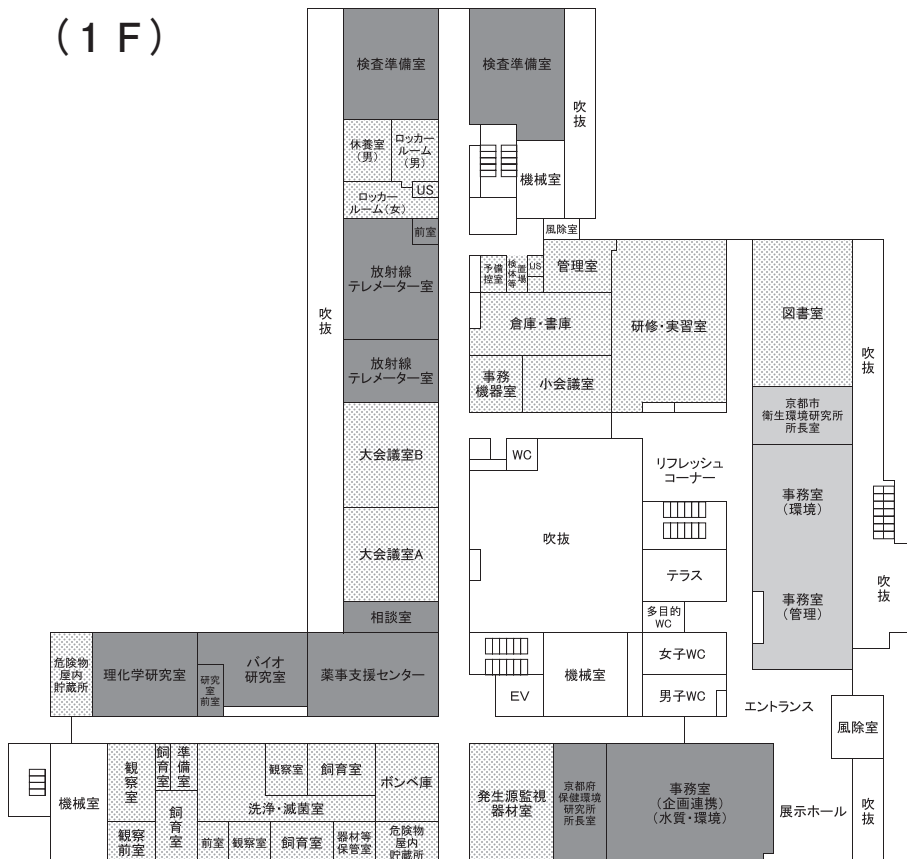 （1 F）
検査準備室
検査準備室
吹
抜
休養室
（男）
ロッカー
ルーム
（男）
US
機械室
ロッカー
ルーム（女）
前室
風除室
放射線
テレメーター室
予備
控室
検
体
等
置
場
US
管理室
吹
抜
倉庫・書庫
研修・実習室
図書室
吹
抜
放射線
テレメーター室
事務
機器室
小会議室
京都市
衛生環境研究所
所長室
大会議室B
WC
リフレッシュ
コーナー
事務室
（環境）
吹抜
大会議室A
テラス
事務室
（管理）
吹
抜
相談室
多目的
WC
危険物
屋内
貯蔵所
理化学研究室
研究
室
前室
バイオ
研究室
薬事支援センター
機械室
女子WC
EV
男子WC
エントランス
風除室
機械室
観
察
室
飼
育
室
準
備
室
観察室
飼育室
ボンベ庫
洗浄・滅菌室
飼
育
室
観察
前室
前室
観察室
飼育室
器材等
保管室
危険物
屋内
貯蔵所
発生源監視
器材室
京都府
保健環境
研究所
所長室
事務室
（企画連携）
（水質・環境）
展示ホール
吹
抜